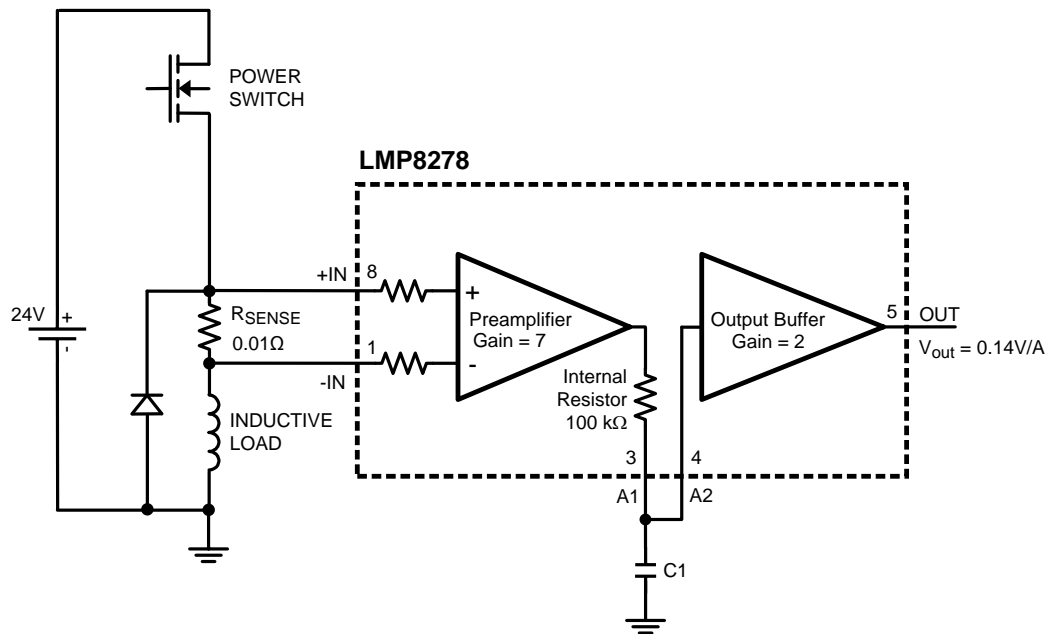 POWER
SWITCH
LMP8278
+IN
8
24V
+
-
RSENSE
0.01Ω
1
-IN
INDUCTIVE
LOAD
+
-
Preamplifier
Gain = 7
Internal
Resistor
100 kΩ
Output Buffer
Gain = 2
5
OUT
Vout = 0.14V/A
3
4
A1
A2
C1